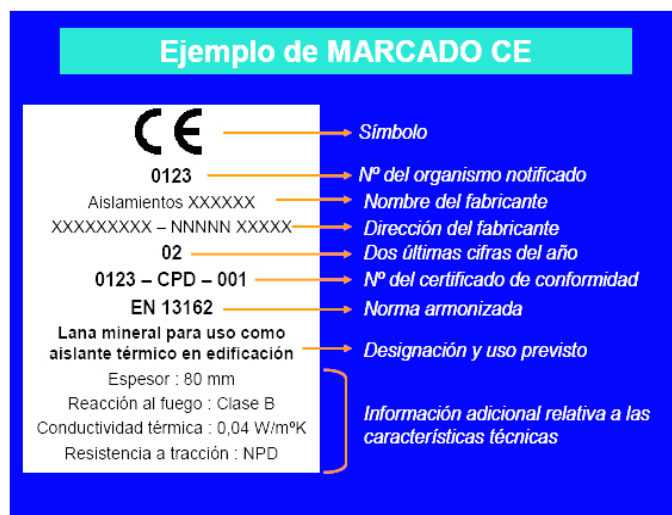 Ejemplo de MARCADO CE
CE
Símbolo
0123
Nº del organismo notificado
Aislamientos XXXXXX
Nombre del fabricante
XXXXXXXXX – NNNNN XXXXX
Dirección del fabricante
02
Dos últimas cifras del año
0123 – CPD – 001
Nº del certificado de conformidad
EN 13162
Norma armonizada
Lana mineral para uso como
aislante térmico en edificación
Designación y uso previsto
Espesor : 80 mm
Reacción al fuego : Clase B
Conductividad térmica : 0,04 W/mºK
Resistencia a tracción : NPD
Información adicional relativa a las
características técnicas